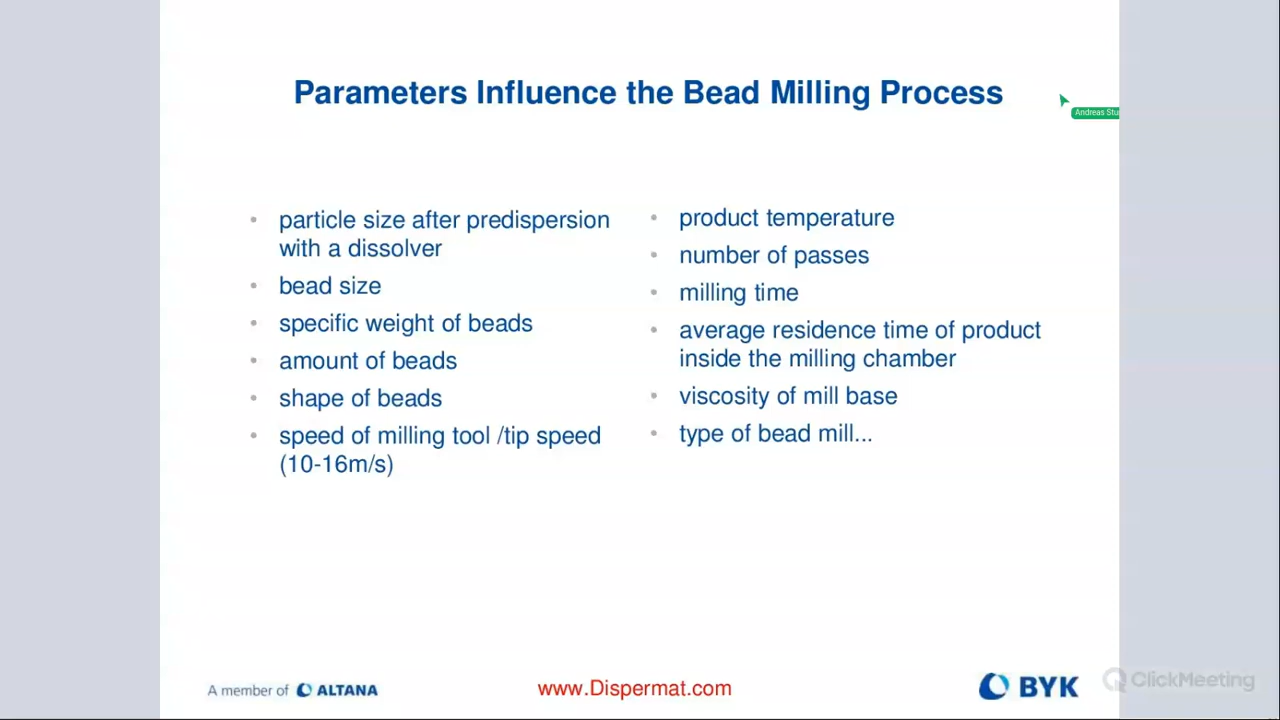 Parameters Influence the Bead Milling Process
Andreas Stu
particle size after predispersion
with a dissolver
bead size
specific weight of beads
amount of beads
shape of beads
speed of milling tool /tip speed
(10-16m/s)
product temperature
number of passes
milling time
average residence time of product
inside the milling chamber
viscosity of mill base
type of bead mill...
A member of ALTANA
www.Dispermat.com
BYK
ClickMeeting